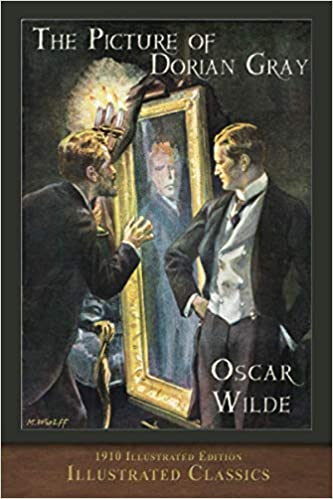 THE PICTURE OF
DORIAN GRAY
OSCAR
WILDE
1910 ILLUSTRATED EDITION
ILLUSTRATED CLASSICS